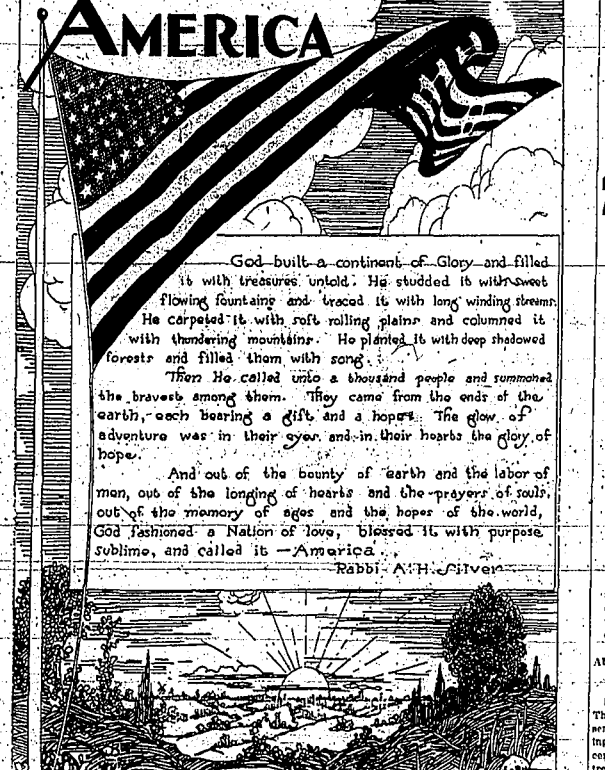 AMERICA
God built a continent of Glory and filled
it with treasures untold. He studded it with sweet
flowing fountains and traced it with long winding streams.
He carpeted it with soft rolling plains and columned it
with thundering mountains. He planted it with deep shadowed
forests and filled them with song.
Then He called unto a thousand people and summoned
the bravest among them. They came from the ends of the
earth, each bearing a gift and a hope. The glow of
adventure was in their eyes, and in their hearts the glory of
hope.
And out of the bounty of earth and the labor of
men, out of the longing of hearts and the prayers of souls,
out of the memory of ages and the hopes of the world,
God fashioned a Nation of love, blessed it with purpose
sublime, and called it — America.
Rabbi A. H. Silver